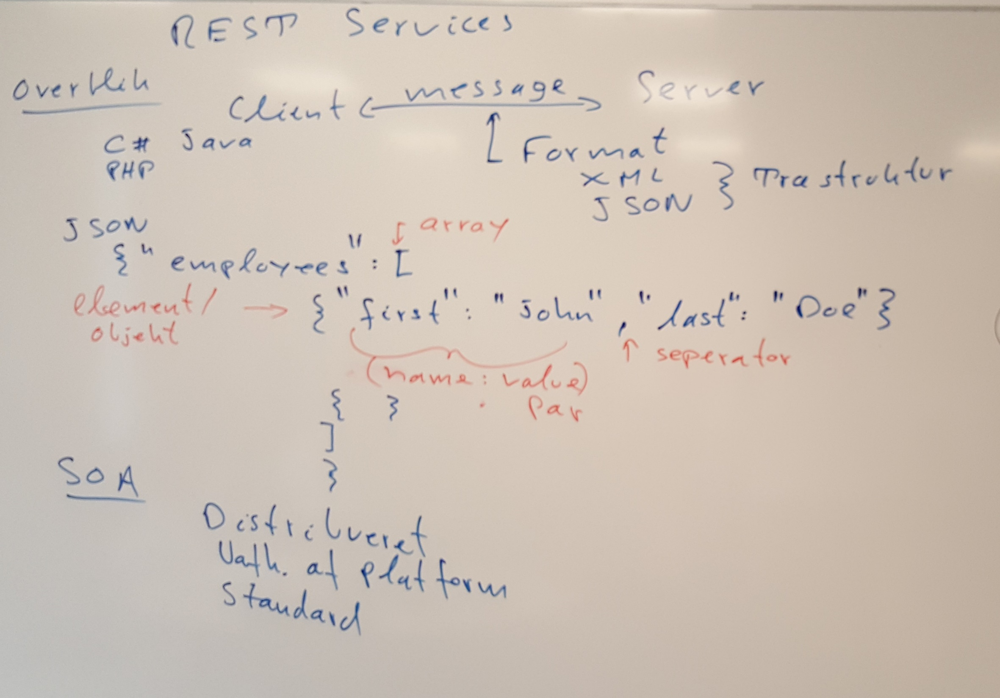 REST Services
Overblik
Client <-- message --> Server
C# Java
PHP
Format
XML
JSON } Træstruktur
JSON
array
{"employees": [
element/ → {"first": "John", "last": "Doe"}
objekt
↑ seperator
(name: value)
par
{ }
]
}
SOA
Distribueret
Uafh. af platform
Standard